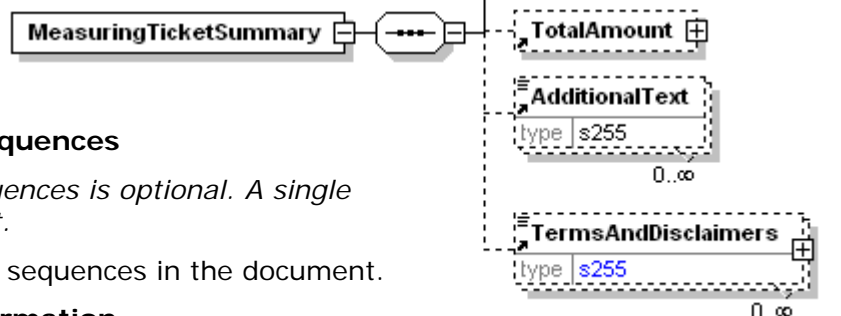 MeasuringTicketSummary
TotalAmount
AdditionalText
type s255
0..∞
TermsAndDisclaimers
type s255
0..∞
quences
uences is optional. A single
t.
sequences in the document.